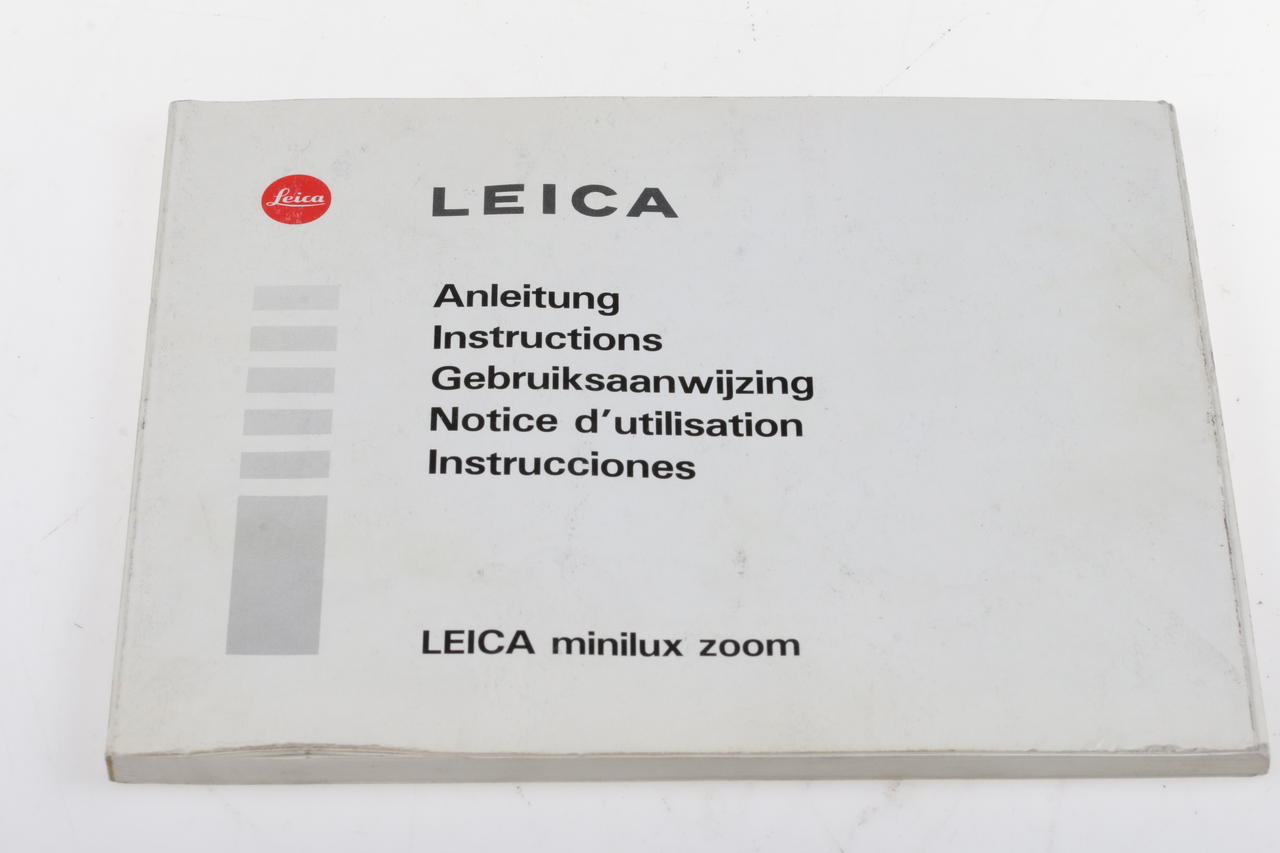 Leica
LEICA
Anleitung
Instructions
Gebruiksaanwijzing
Notice d'utilisation
Instrucciones
LEICA minilux zoom